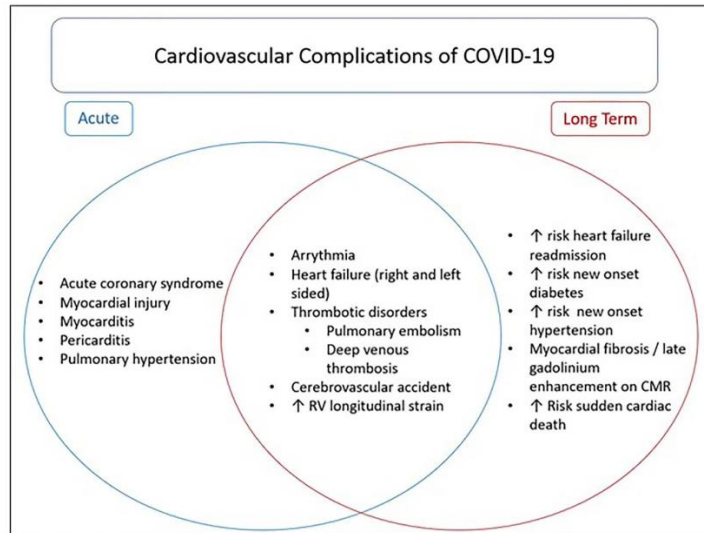 Cardiovascular Complications of COVID-19
Acute
Long Term
• Acute coronary syndrome
• Myocardial injury
• Myocarditis
• Pericarditis
• Pulmonary hypertension
• Arrythmia
• Heart failure (right and left
sided)
• Thrombotic disorders
• Pulmonary embolism
• Deep venous
thrombosis
• Cerebrovascular accident
• ↑ RV longitudinal strain
• ↑ risk heart failure
readmission
• ↑ risk new onset
diabetes
• ↑ risk new onset
hypertension
• Myocardial fibrosis / late
gadolinium
enhancement on CMR
• ↑ Risk sudden cardiac
death